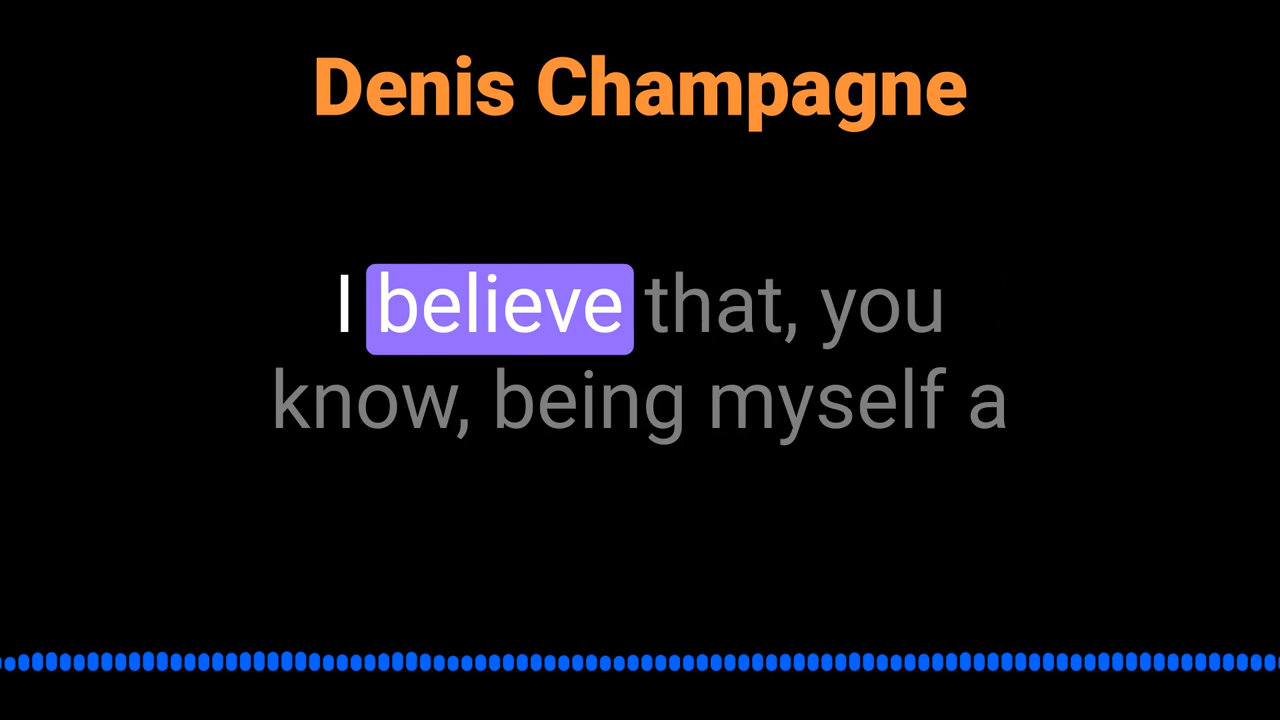 Denis Champagne
I believe that, you
know, being myself a